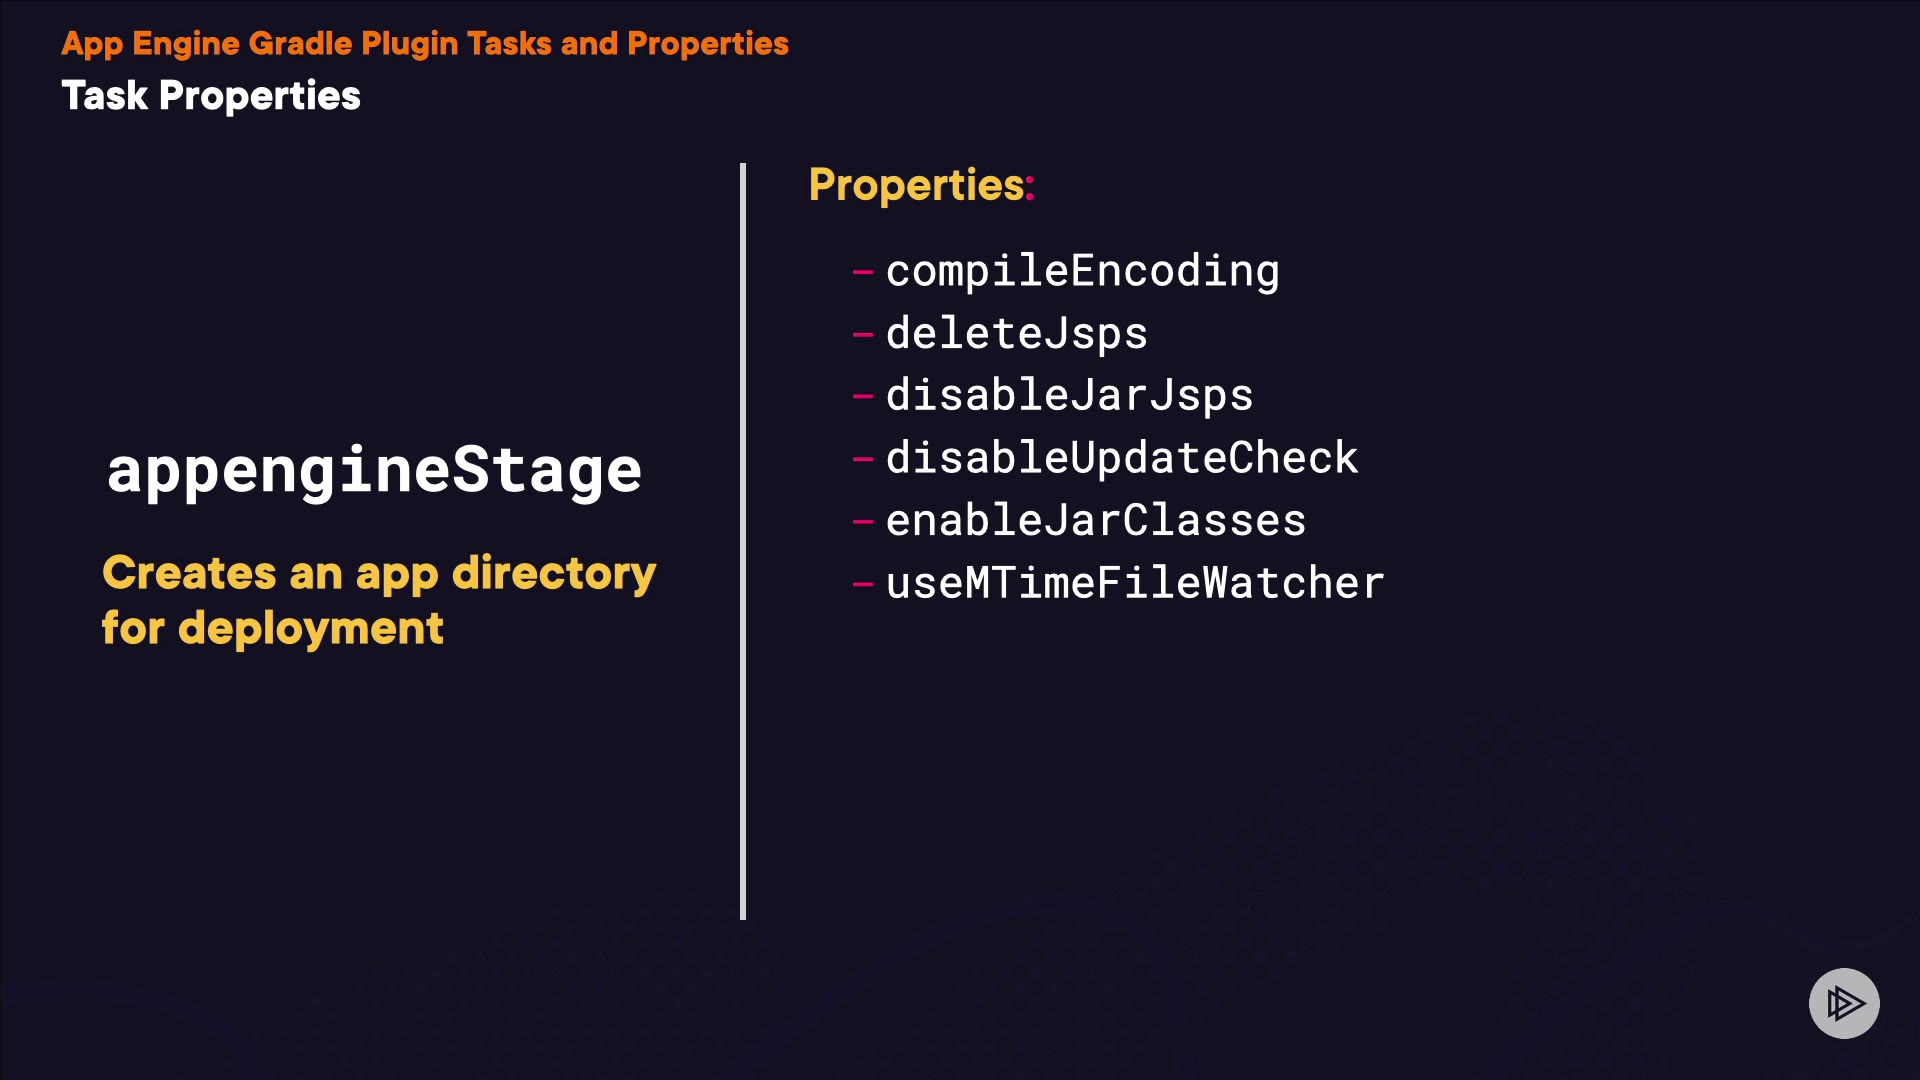 App Engine Gradle Plugin Tasks and Properties
Task Properties
appengineStage
Creates an app directory
for deployment
Properties:
– compileEncoding
– deleteJsps
– disableJarJsps
– disableUpdateCheck
– enableJarClasses
– useMTimeFileWatcher